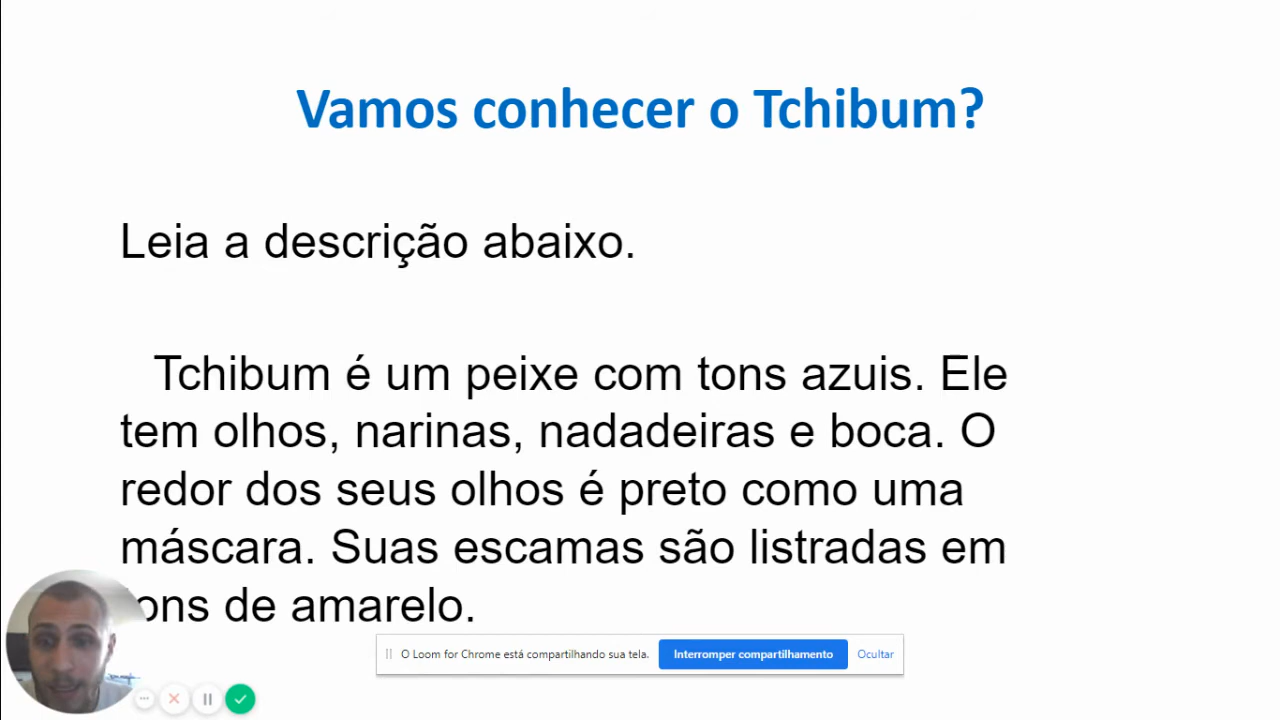 Vamos conhecer o Tchibum?
Leia a descrição abaixo.
Tchibum é um peixe com tons azuis. Ele
tem olhos, narinas, nadadeiras e boca. O
redor dos seus olhos é preto como uma
máscara. Suas escamas são listradas em
tons de amarelo.
O Loom for Chrome está compartilhando sua tela. Interromper compartilhamento Ocultar